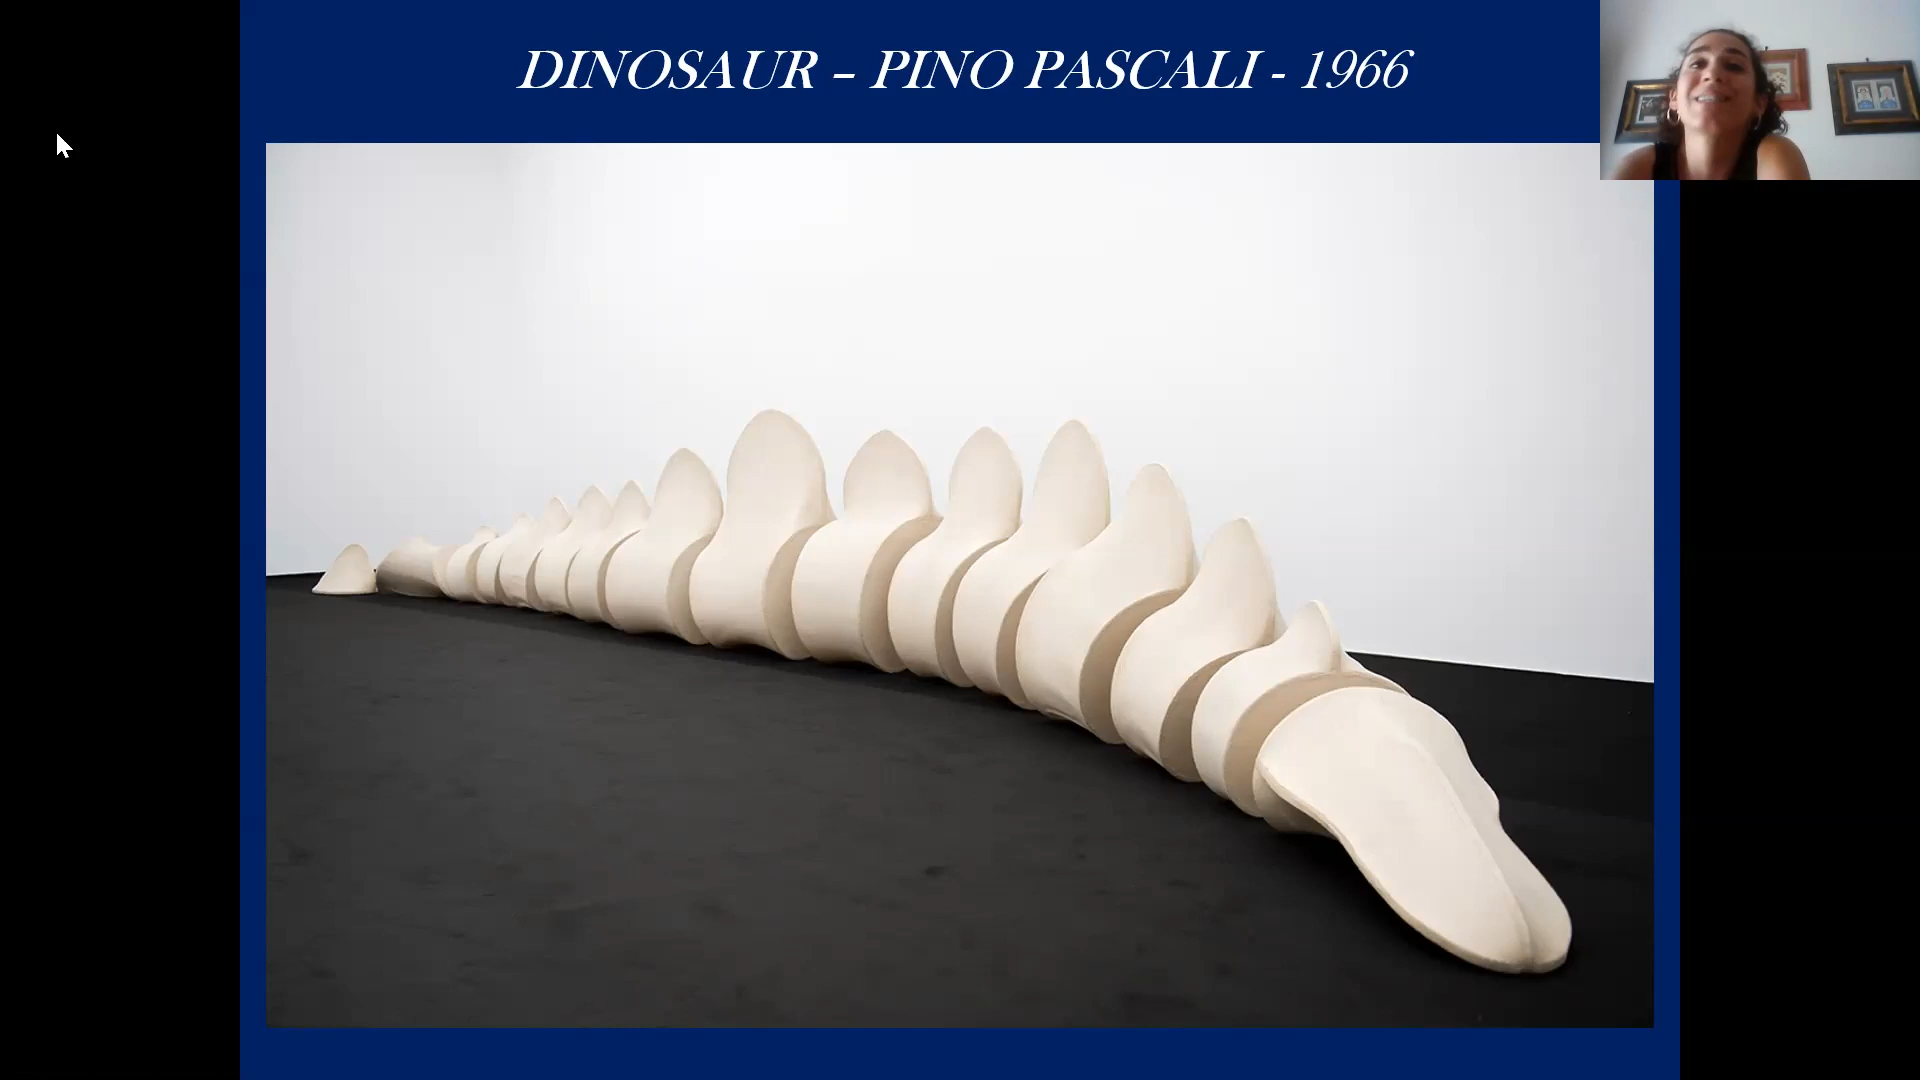 DINOSAUR – PINO PASCALI - 1966